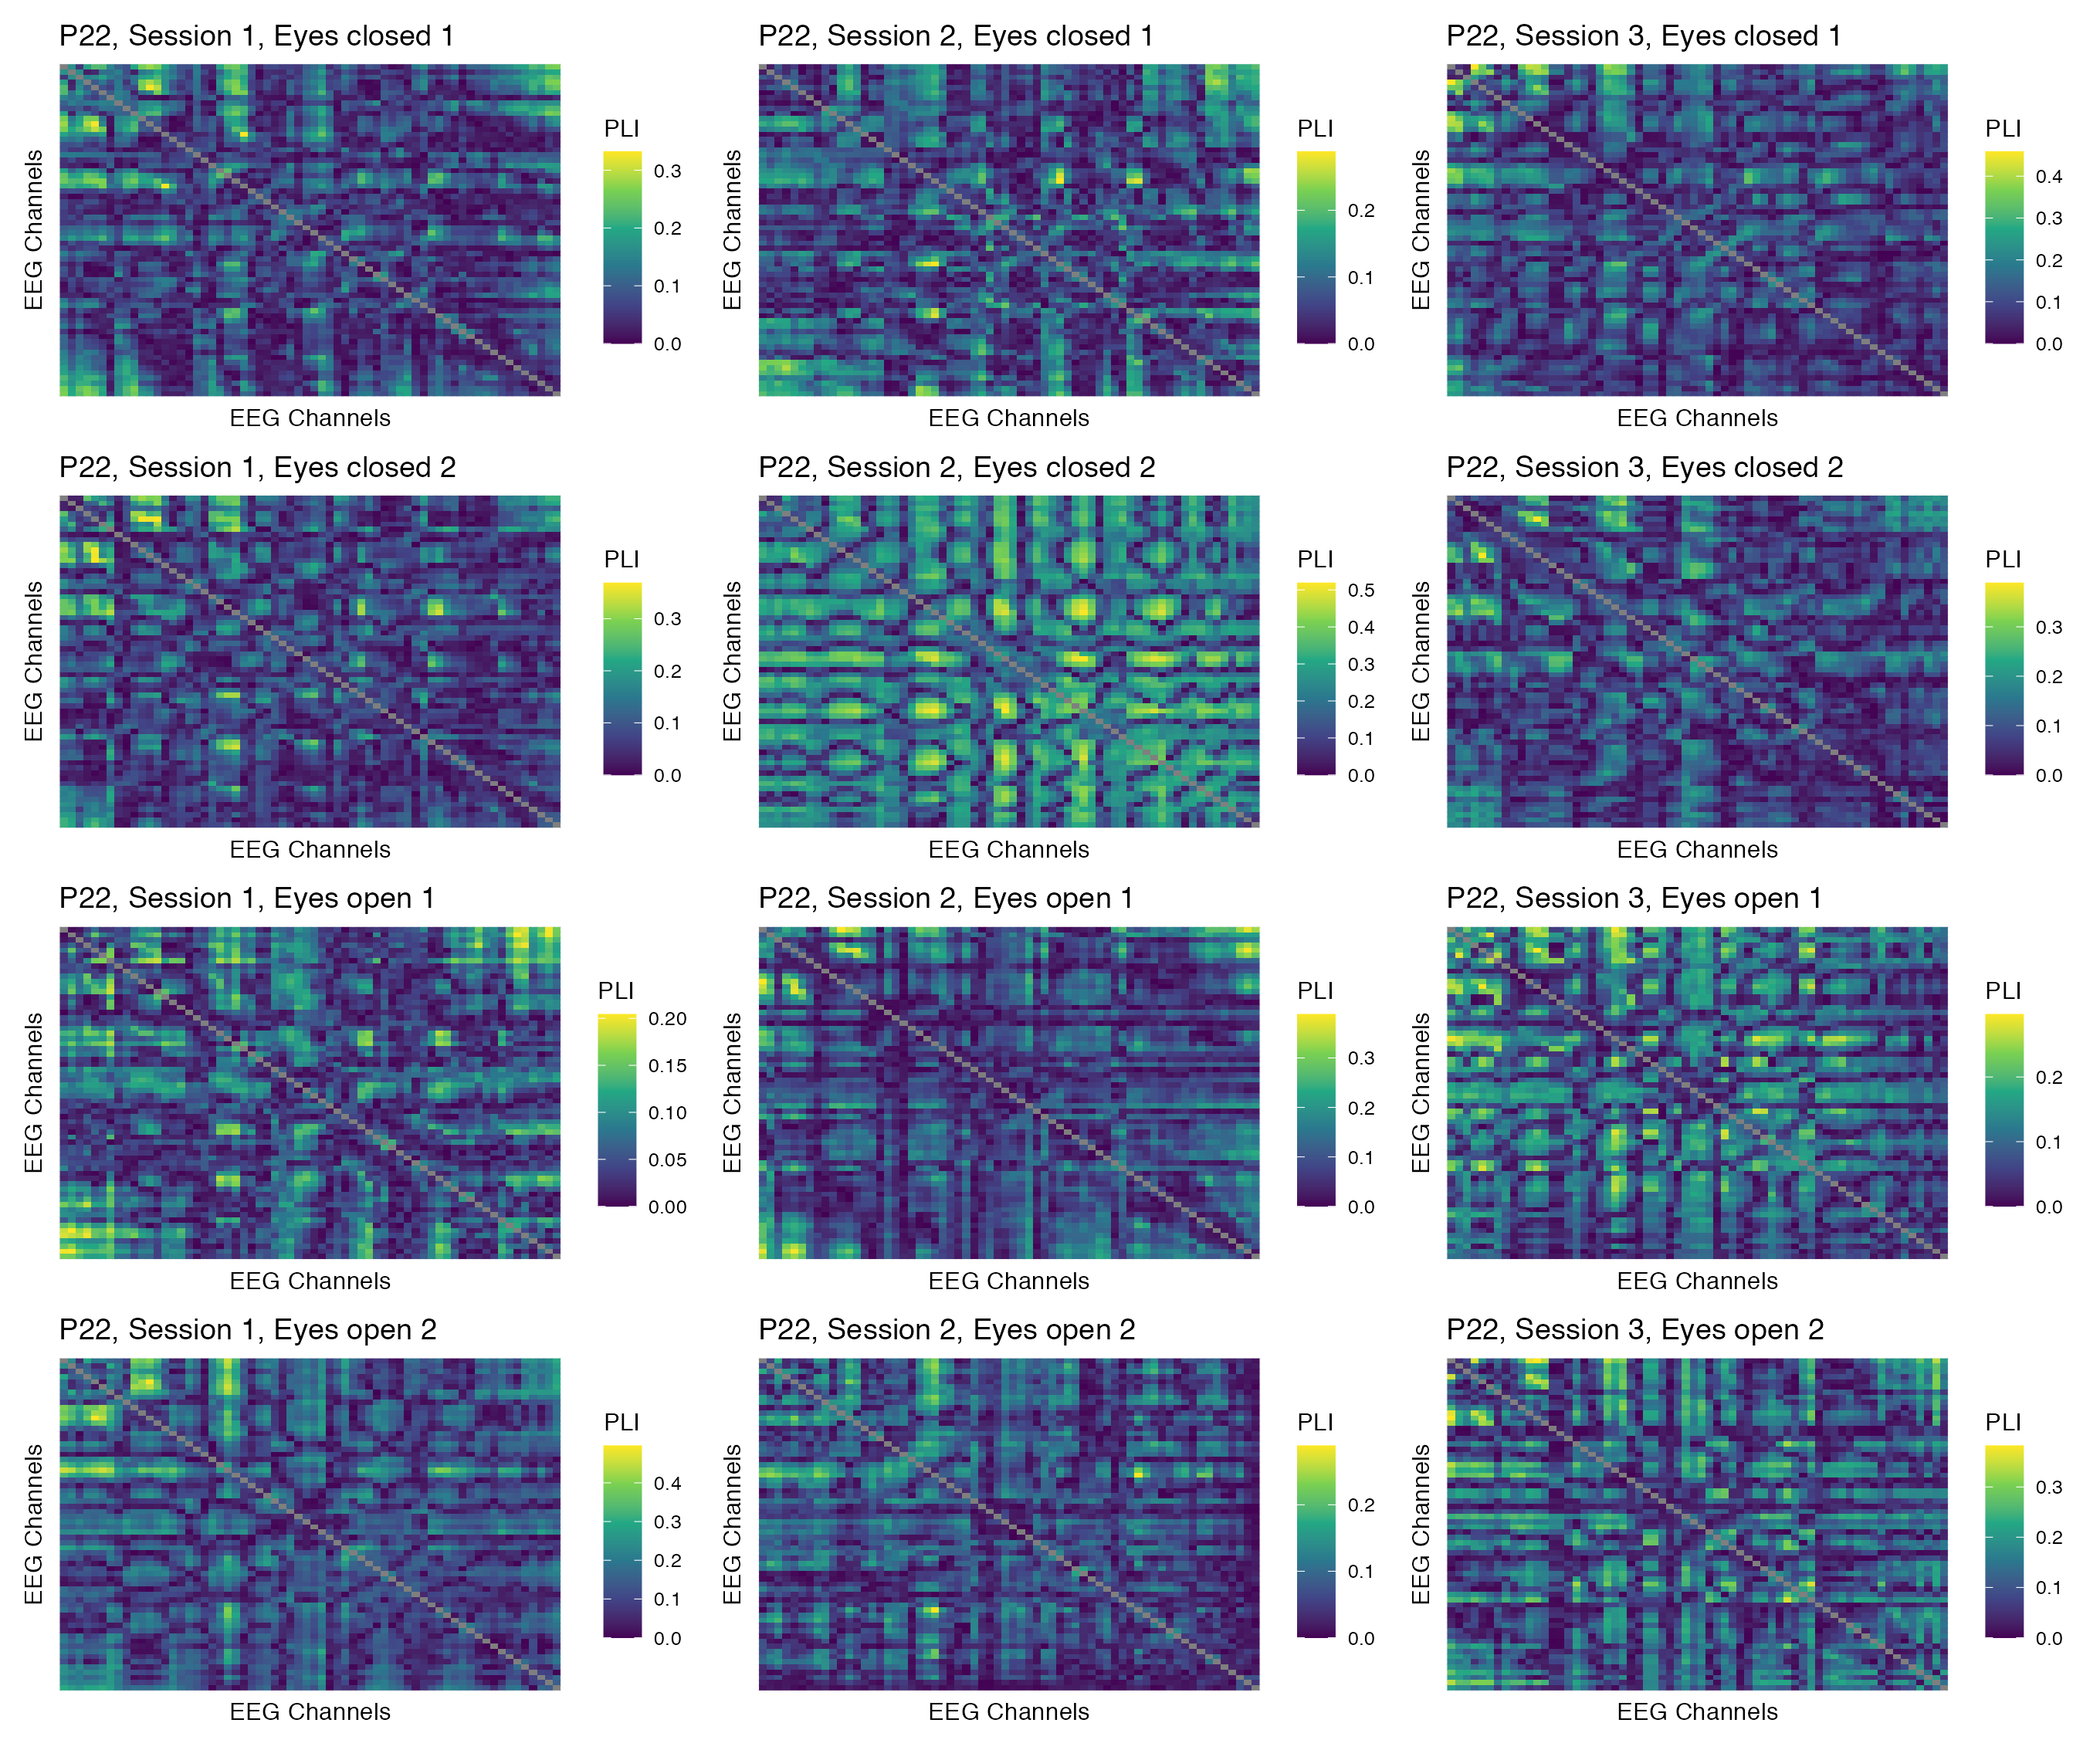 P22, Session 1, Eyes closed 1
EEG Channels
EEG Channels
PLI
0.3
0.2
0.1
0.0
P22, Session 2, Eyes closed 1
EEG Channels
EEG Channels
PLI
0.2
0.1
0.0
P22, Session 3, Eyes closed 1
EEG Channels
EEG Channels
PLI
0.4
0.3
0.2
0.1
0.0
P22, Session 1, Eyes closed 2
EEG Channels
EEG Channels
PLI
0.3
0.2
0.1
0.0
P22, Session 2, Eyes closed 2
EEG Channels
EEG Channels
PLI
0.5
0.4
0.3
0.2
0.1
0.0
P22, Session 3, Eyes closed 2
EEG Channels
EEG Channels
PLI
0.3
0.2
0.1
0.0
P22, Session 1, Eyes open 1
EEG Channels
EEG Channels
PLI
0.20
0.15
0.10
0.05
0.00
P22, Session 2, Eyes open 1
EEG Channels
EEG Channels
PLI
0.3
0.2
0.1
0.0
P22, Session 3, Eyes open 1
EEG Channels
EEG Channels
PLI
0.2
0.1
0.0
P22, Session 1, Eyes open 2
EEG Channels
EEG Channels
PLI
0.4
0.3
0.2
0.1
0.0
P22, Session 2, Eyes open 2
EEG Channels
EEG Channels
PLI
0.2
0.1
0.0
P22, Session 3, Eyes open 2
EEG Channels
EEG Channels
PLI
0.3
0.2
0.1
0.0